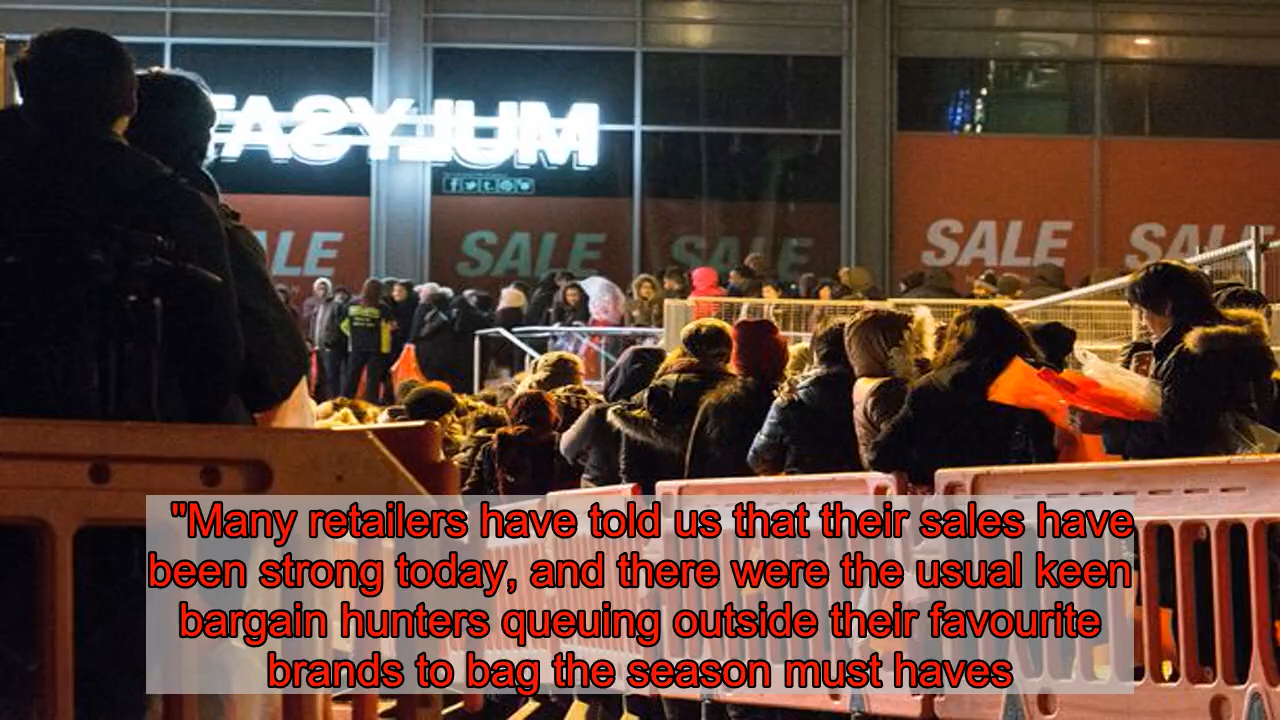 ALE SALE SALE SALE SALE
"Many retailers have told us that their sales have
been strong today, and there were the usual keen
bargain hunters queuing outside their favourite
brands to bag the season must haves